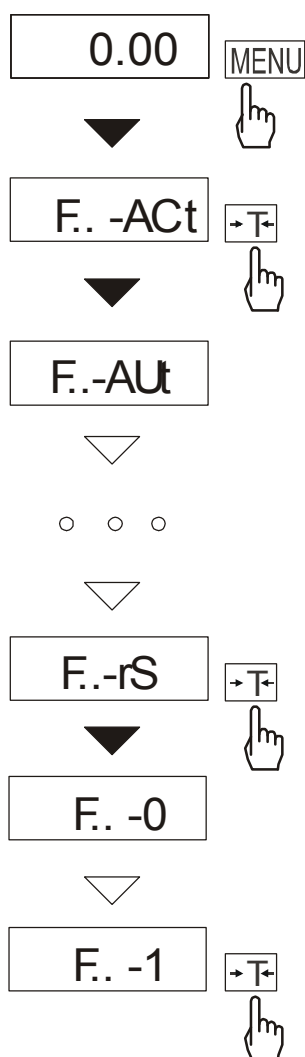 0.00 MENU
F.. -ACt →T←
F..-AUt
F..-rS →T←
F.. -0
F.. -1 →T←